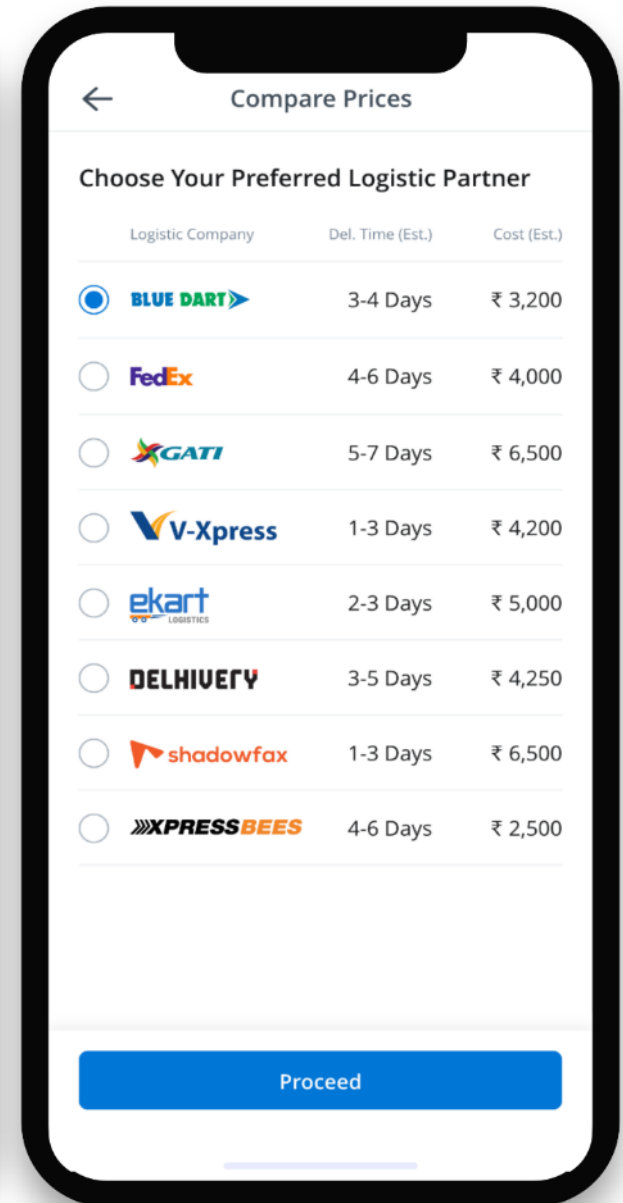 Compare Prices
Choose Your Preferred Logistic Partner
Logistic Company Del. Time (Est.) Cost (Est.)
BLUE DART 3-4 Days ₹ 3,200
FedEx 4-6 Days ₹ 4,000
GATI 5-7 Days ₹ 6,500
V-Xpress 1-3 Days ₹ 4,200
ekart LOGISTICS 2-3 Days ₹ 5,000
DELHIVERY 3-5 Days ₹ 4,250
shadowfax 1-3 Days ₹ 6,500
XPRESSBEES 4-6 Days ₹ 2,500
Proceed